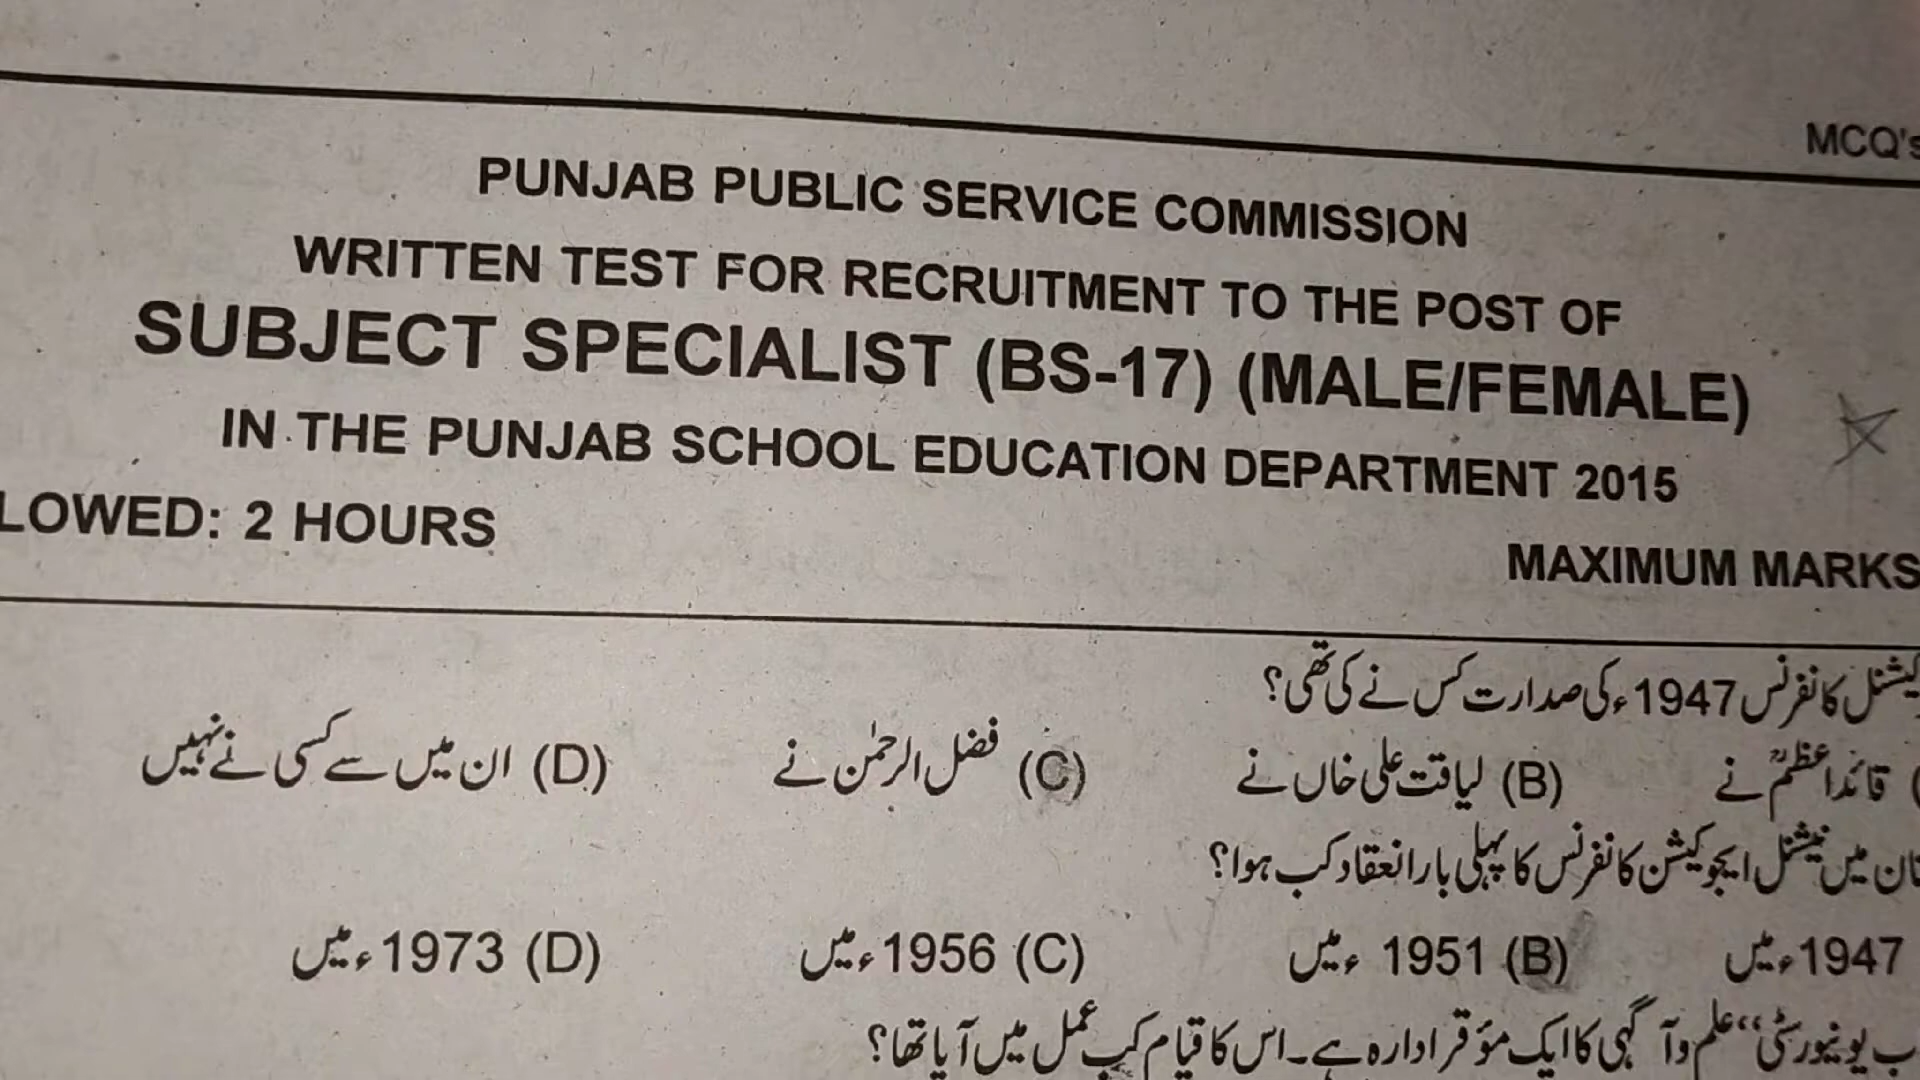 MCQ's
PUNJAB PUBLIC SERVICE COMMISSION
WRITTEN TEST FOR RECRUITMENT TO THE POST OF
SUBJECT SPECIALIST (BS-17) (MALE/FEMALE)
IN THE PUNJAB SCHOOL EDUCATION DEPARTMENT 2015
LOWED: 2 HOURS
MAXIMUM MARKS
کانفرنس 1947ء کی صدارت کس نے کی تھی؟
قائداعظمؒ نے (B) لیاقت علی خاں نے (C) فضل الرحمٰن نے (D) ان میں سے کسی نے نہیں
میں نیشنل ایجوکیشن کانفرنس کا پہلی بار انعقاد کب ہوا؟
1947ء میں (B) 1951ء میں (C) 1956ء میں (D) 1973ء میں
یونیورسٹی“ علم و آگہی کا ایک مؤقر ادارہ ہے۔ اس کا قیام کب عمل میں آیا تھا؟